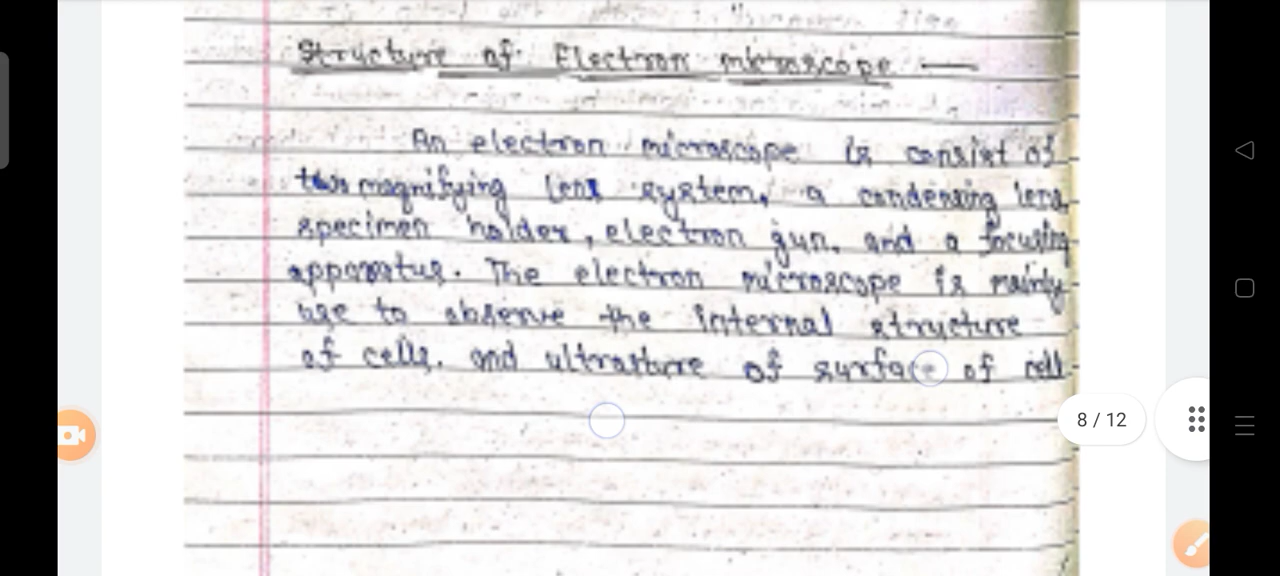 Structure of Electron microscope —
An electron microscope is consist of
two magnifying lens system, a condensing lens
specimen holder, electron gun, and a focusing
apparatus. The electron microscope is mainly
use to observe the internal structure
of cells. and ultrasture of surface of cell
8 / 12